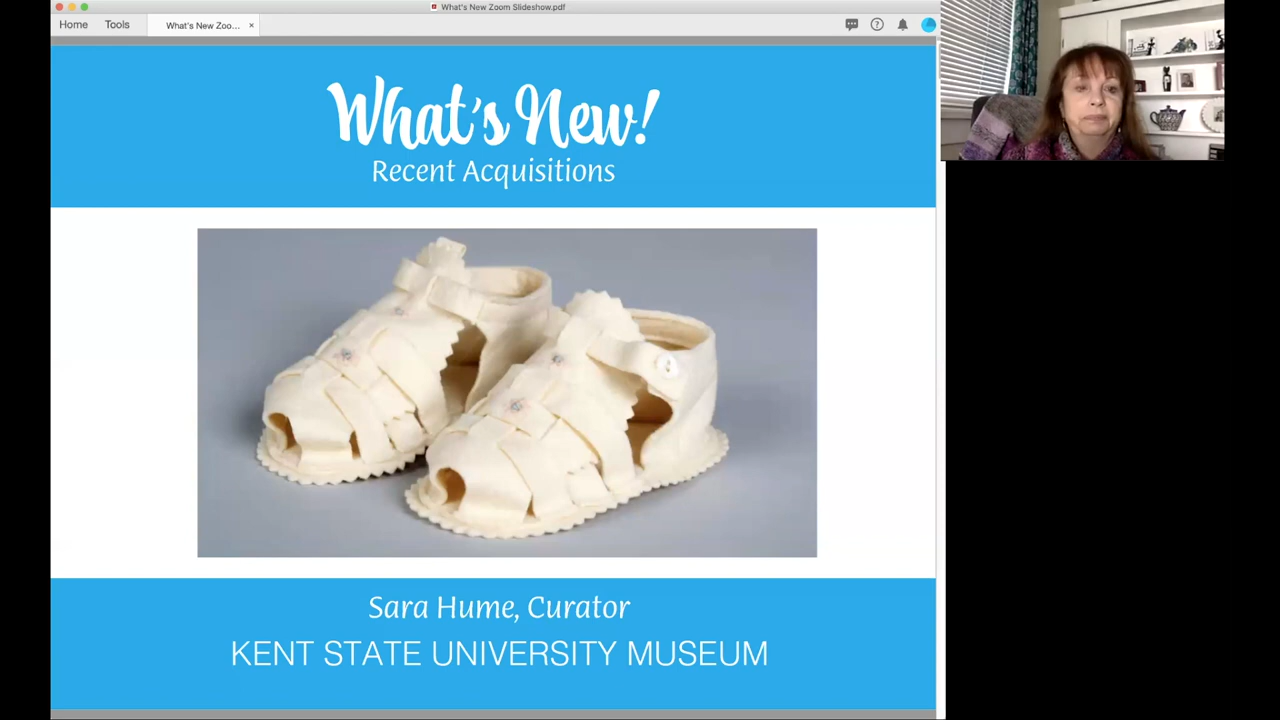 What's New Zoom Slideshow.pdf
Home
Tools
What's New Zoo...
What's New!
Recent Acquisitions
Sara Hume, Curator
KENT STATE UNIVERSITY MUSEUM